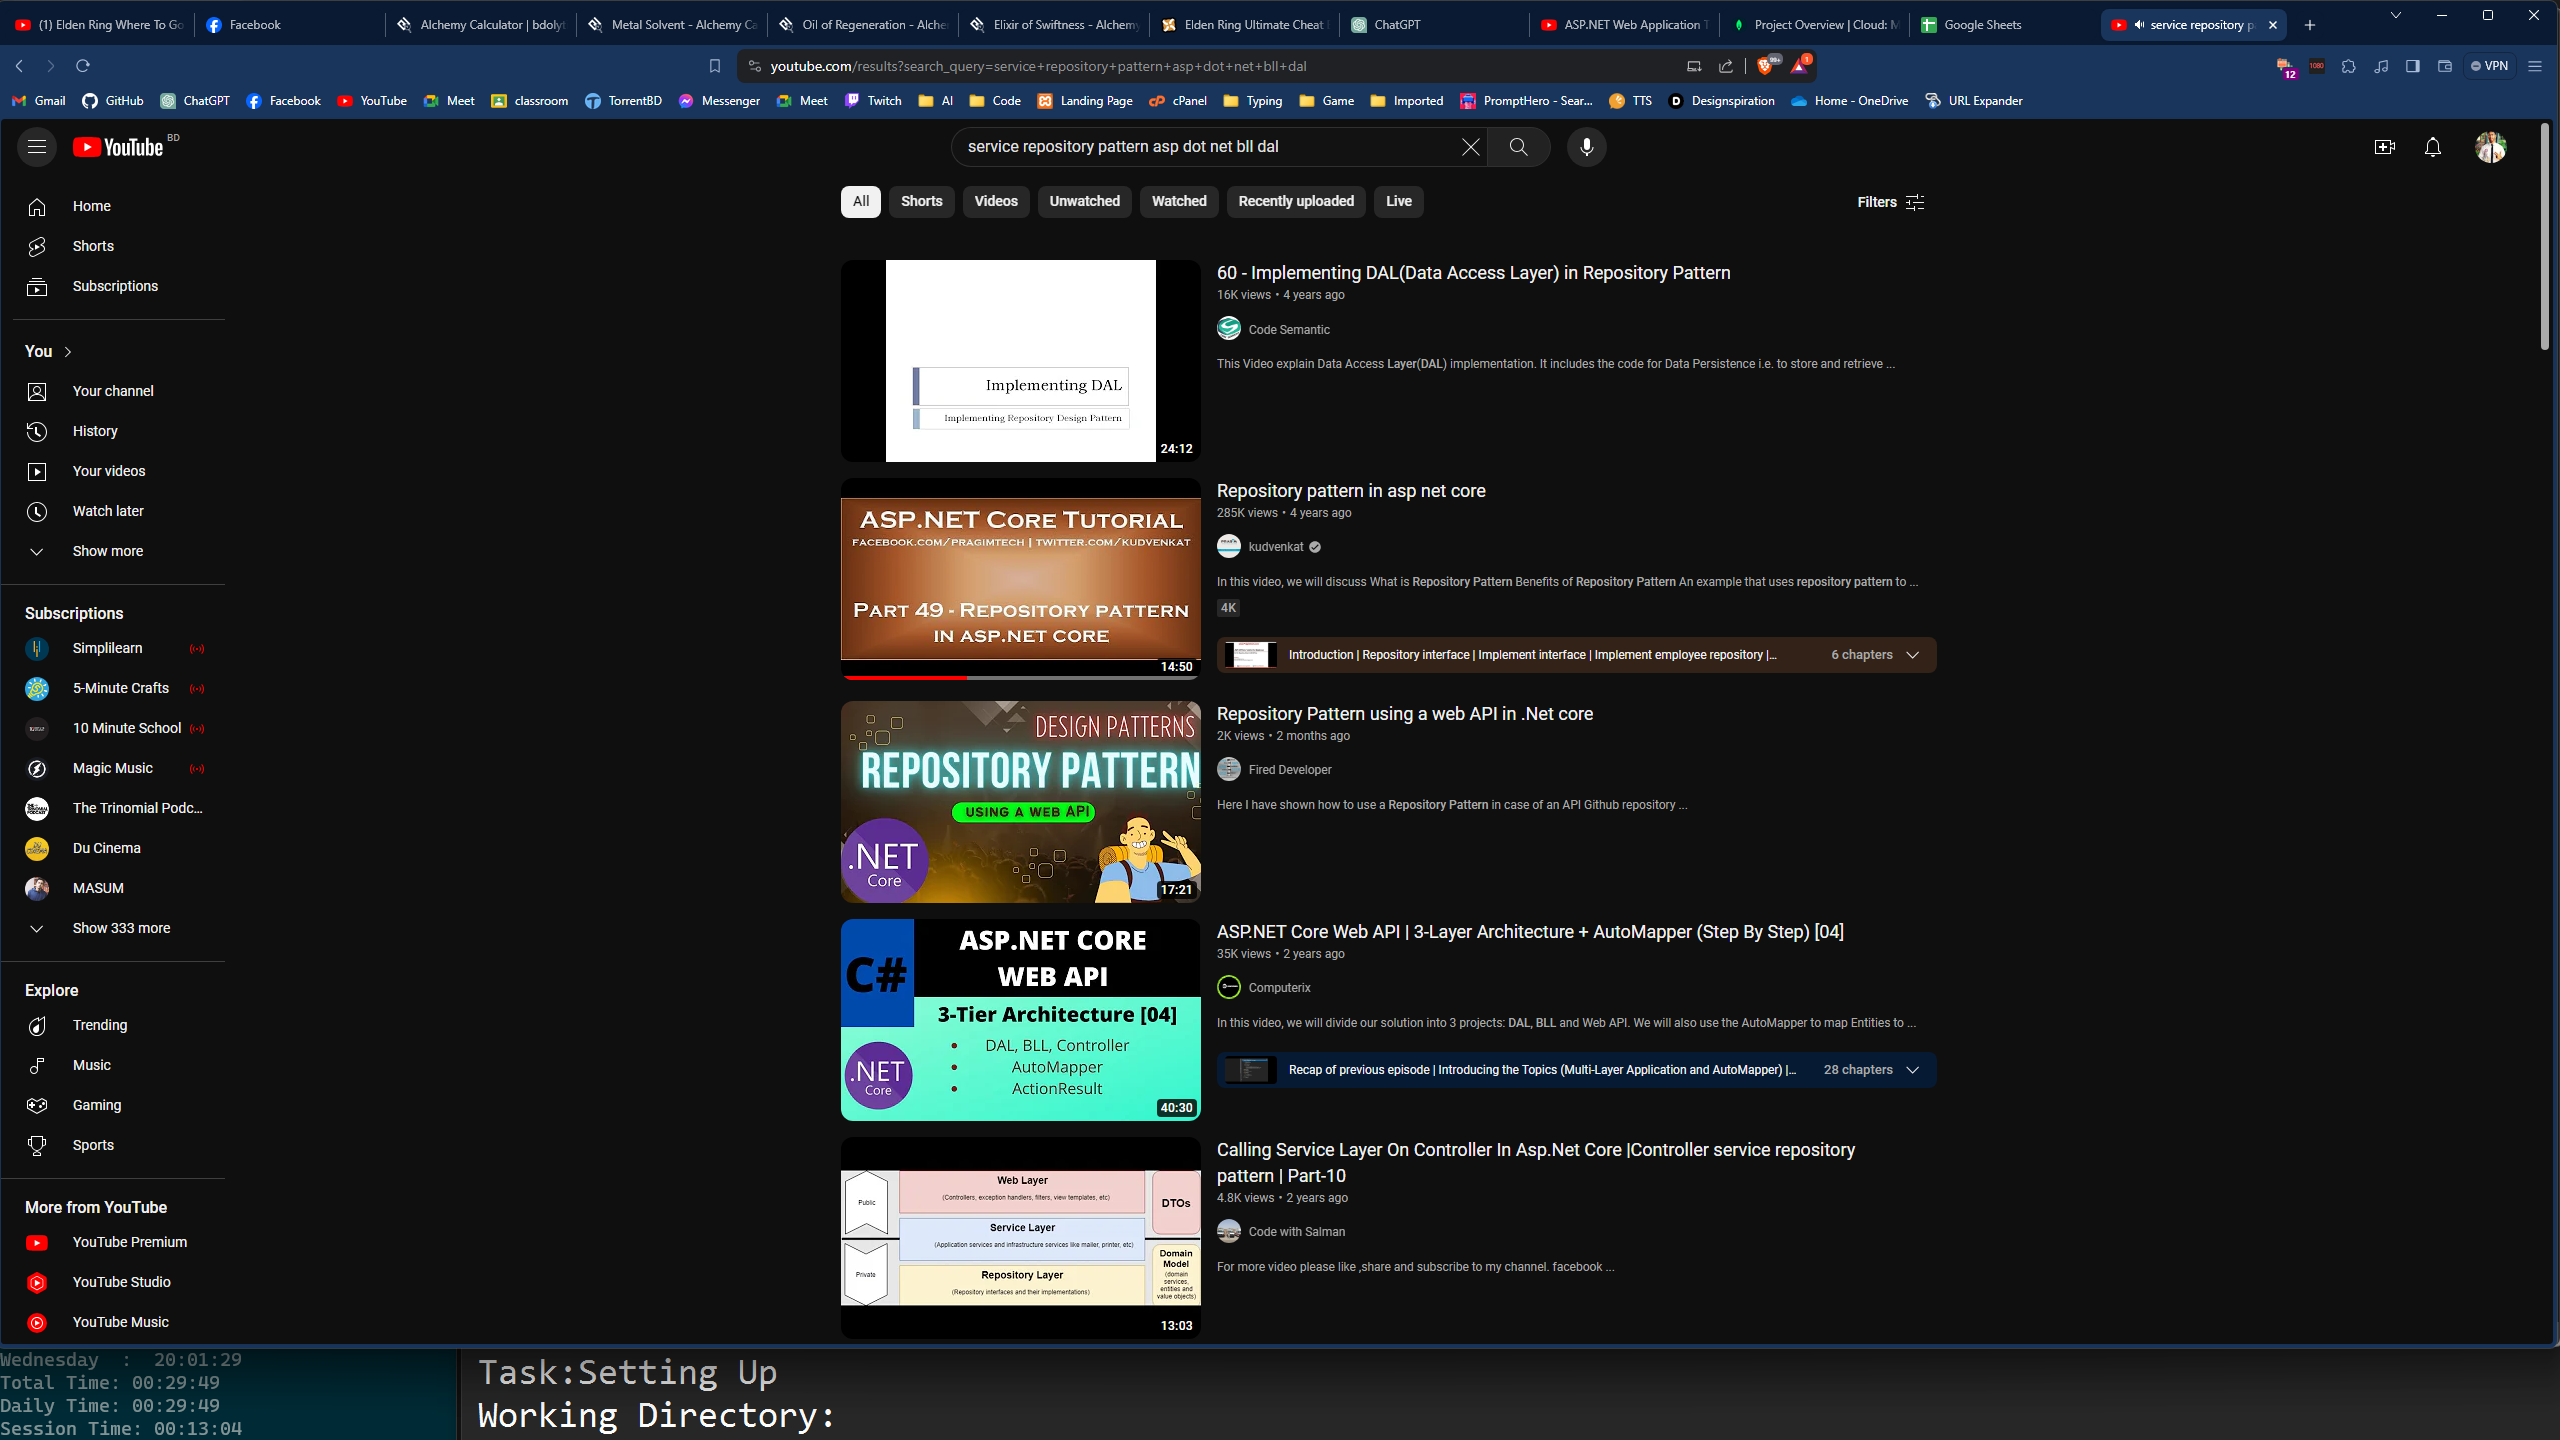 (1) Elden Ring Where To Go
Facebook
Alchemy Calculator | bdolyt
Metal Solvent - Alchemy Ca
Oil of Regeneration - Alche
Elixir of Swiftness - Alchemy
Elden Ring Ultimate Cheat
ChatGPT
ASP.NET Web Application T
Project Overview | Cloud: M
Google Sheets
service repository p
youtube.com/results?search_query=service+repository+pattern+asp+dot+net+bll+dal
99+
1
12
1080
VPN
Gmail
GitHub
ChatGPT
Facebook
YouTube
Meet
classroom
TorrentBD
Messenger
Meet
Twitch
AI
Code
Landing Page
cPanel
Typing
Game
Imported
PromptHero - Sear...
TTS
Designspiration
Home - OneDrive
URL Expander
YouTube BD
service repository pattern asp dot net bll dal
Home
Shorts
Subscriptions
You
Your channel
History
Your videos
Watch later
Show more
Subscriptions
Simplilearn
5-Minute Crafts
10 Minute School
Magic Music
The Trinomial Podc...
Du Cinema
MASUM
Show 333 more
Explore
Trending
Music
Gaming
Sports
More from YouTube
YouTube Premium
YouTube Studio
YouTube Music
All
Shorts
Videos
Unwatched
Watched
Recently uploaded
Live
Filters
Implementing DAL
Implementing Repository Design Pattern
24:12
60 - Implementing DAL(Data Access Layer) in Repository Pattern
16K views • 4 years ago
Code Semantic
This Video explain Data Access Layer(DAL) implementation. It includes the code for Data Persistence i.e. to store and retrieve ...
ASP.NET Core Tutorial
facebook.com/pragimtech | twitter.com/kudvenkat
Part 49 - Repository pattern
in asp.net core
14:50
Repository pattern in asp net core
285K views • 4 years ago
kudvenkat
In this video, we will discuss What is Repository Pattern Benefits of Repository Pattern An example that uses repository pattern to ...
4K
Introduction | Repository interface | Implement interface | Implement employee repository |...
6 chapters
DESIGN PATTERNS
REPOSITORY PATTERN
USING A WEB API
.NET
Core
17:21
Repository Pattern using a web API in .Net core
2K views • 2 months ago
Fired Developer
Here I have shown how to use a Repository Pattern in case of an API Github repository ...
C#
ASP.NET CORE
WEB API
3-Tier Architecture [04]
• DAL, BLL, Controller
• AutoMapper
• ActionResult
.NET
Core
40:30
ASP.NET Core Web API | 3-Layer Architecture + AutoMapper (Step By Step) [04]
35K views • 2 years ago
Computerix
In this video, we will divide our solution into 3 projects: DAL, BLL and Web API. We will also use the AutoMapper to map Entities to ...
Recap of previous episode | Introducing the Topics (Multi-Layer Application and AutoMapper) |...
28 chapters
Public
Private
Web Layer
(Controllers, exception handlers, filters, view templates, etc)
Service Layer
(Application services and infrastructure services like mailer, printer, etc)
Repository Layer
(Repository interfaces and their implementations)
DTOs
Domain
Model
(domain
services,
entities and
value objects)
13:03
Calling Service Layer On Controller In Asp.Net Core |Controller service repository
pattern | Part-10
4.8K views • 2 years ago
Code with Salman
For more video please like ,share and subscribe to my channel. facebook ...
Wednesday : 20:01:29
Total Time: 00:29:49
Daily Time: 00:29:49
Session Time: 00:13:04
Task:Setting Up
Working Directory: